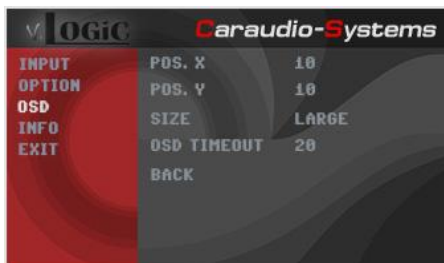 v.LOGiC Caraudio-Systems
INPUT
OPTION
OSD
INFO
EXIT
POS. X 10
POS. Y 10
SIZE LARGE
OSD TIMEOUT 20
BACK